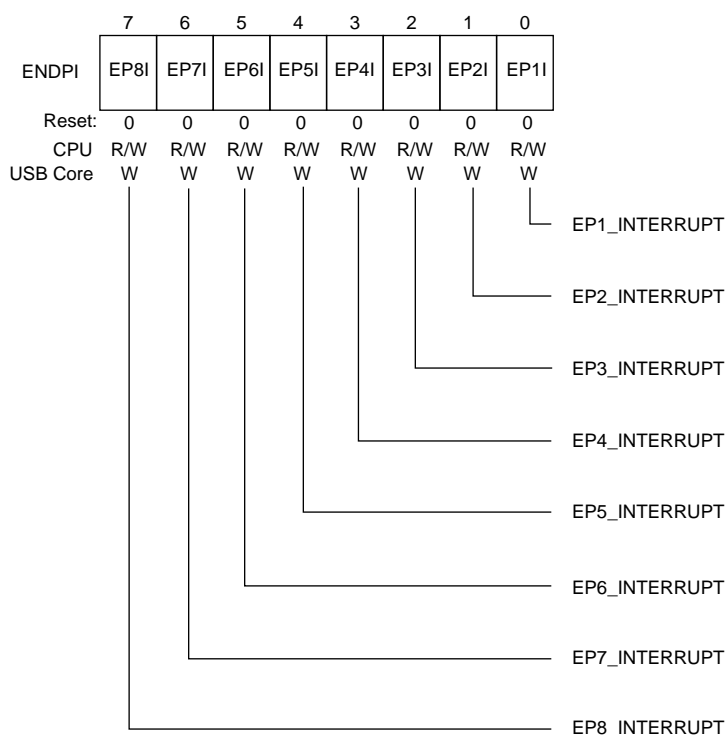 7 6 5 4 3 2 1 0
ENDPI EP8I EP7I EP6I EP5I EP4I EP3I EP2I EP1I
Reset: 0 0 0 0 0 0 0 0
CPU R/W R/W R/W R/W R/W R/W R/W R/W
USB Core W W W W W W W W
EP1_INTERRUPT
EP2_INTERRUPT
EP3_INTERRUPT
EP4_INTERRUPT
EP5_INTERRUPT
EP6_INTERRUPT
EP7_INTERRUPT
EP8_INTERRUPT